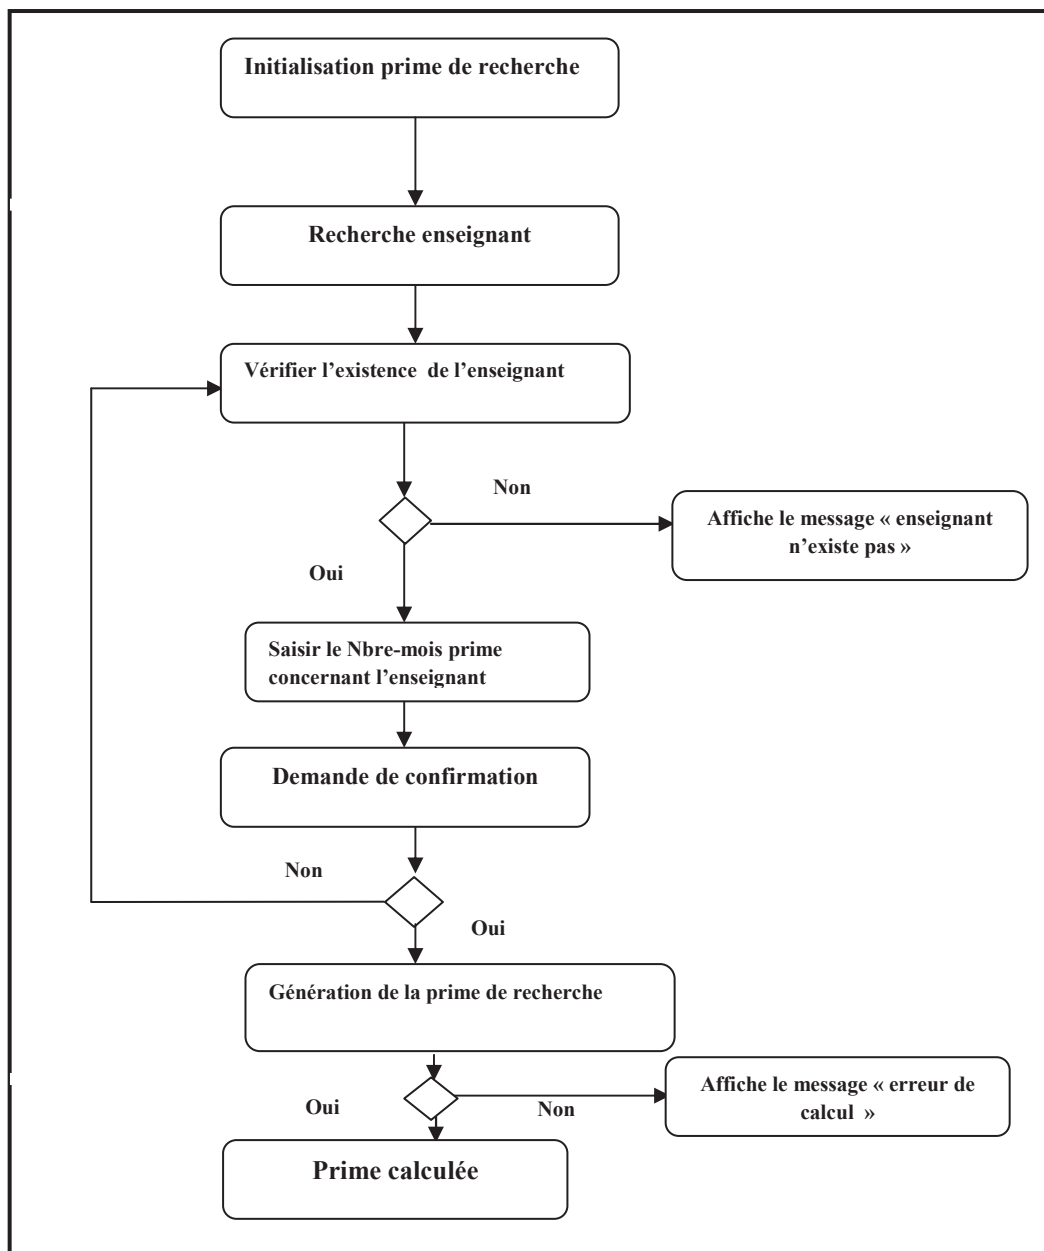 Initialisation prime de recherche
Recherche enseignant
Vérifier l’existence de l’enseignant
Non
Affiche le message « enseignant
n’existe pas »
Oui
Saisir le Nbre-mois prime
concernant l’enseignant
Demande de confirmation
Non
Oui
Génération de la prime de recherche
Affiche le message « erreur de
calcul »
Oui
Non
Prime calculée